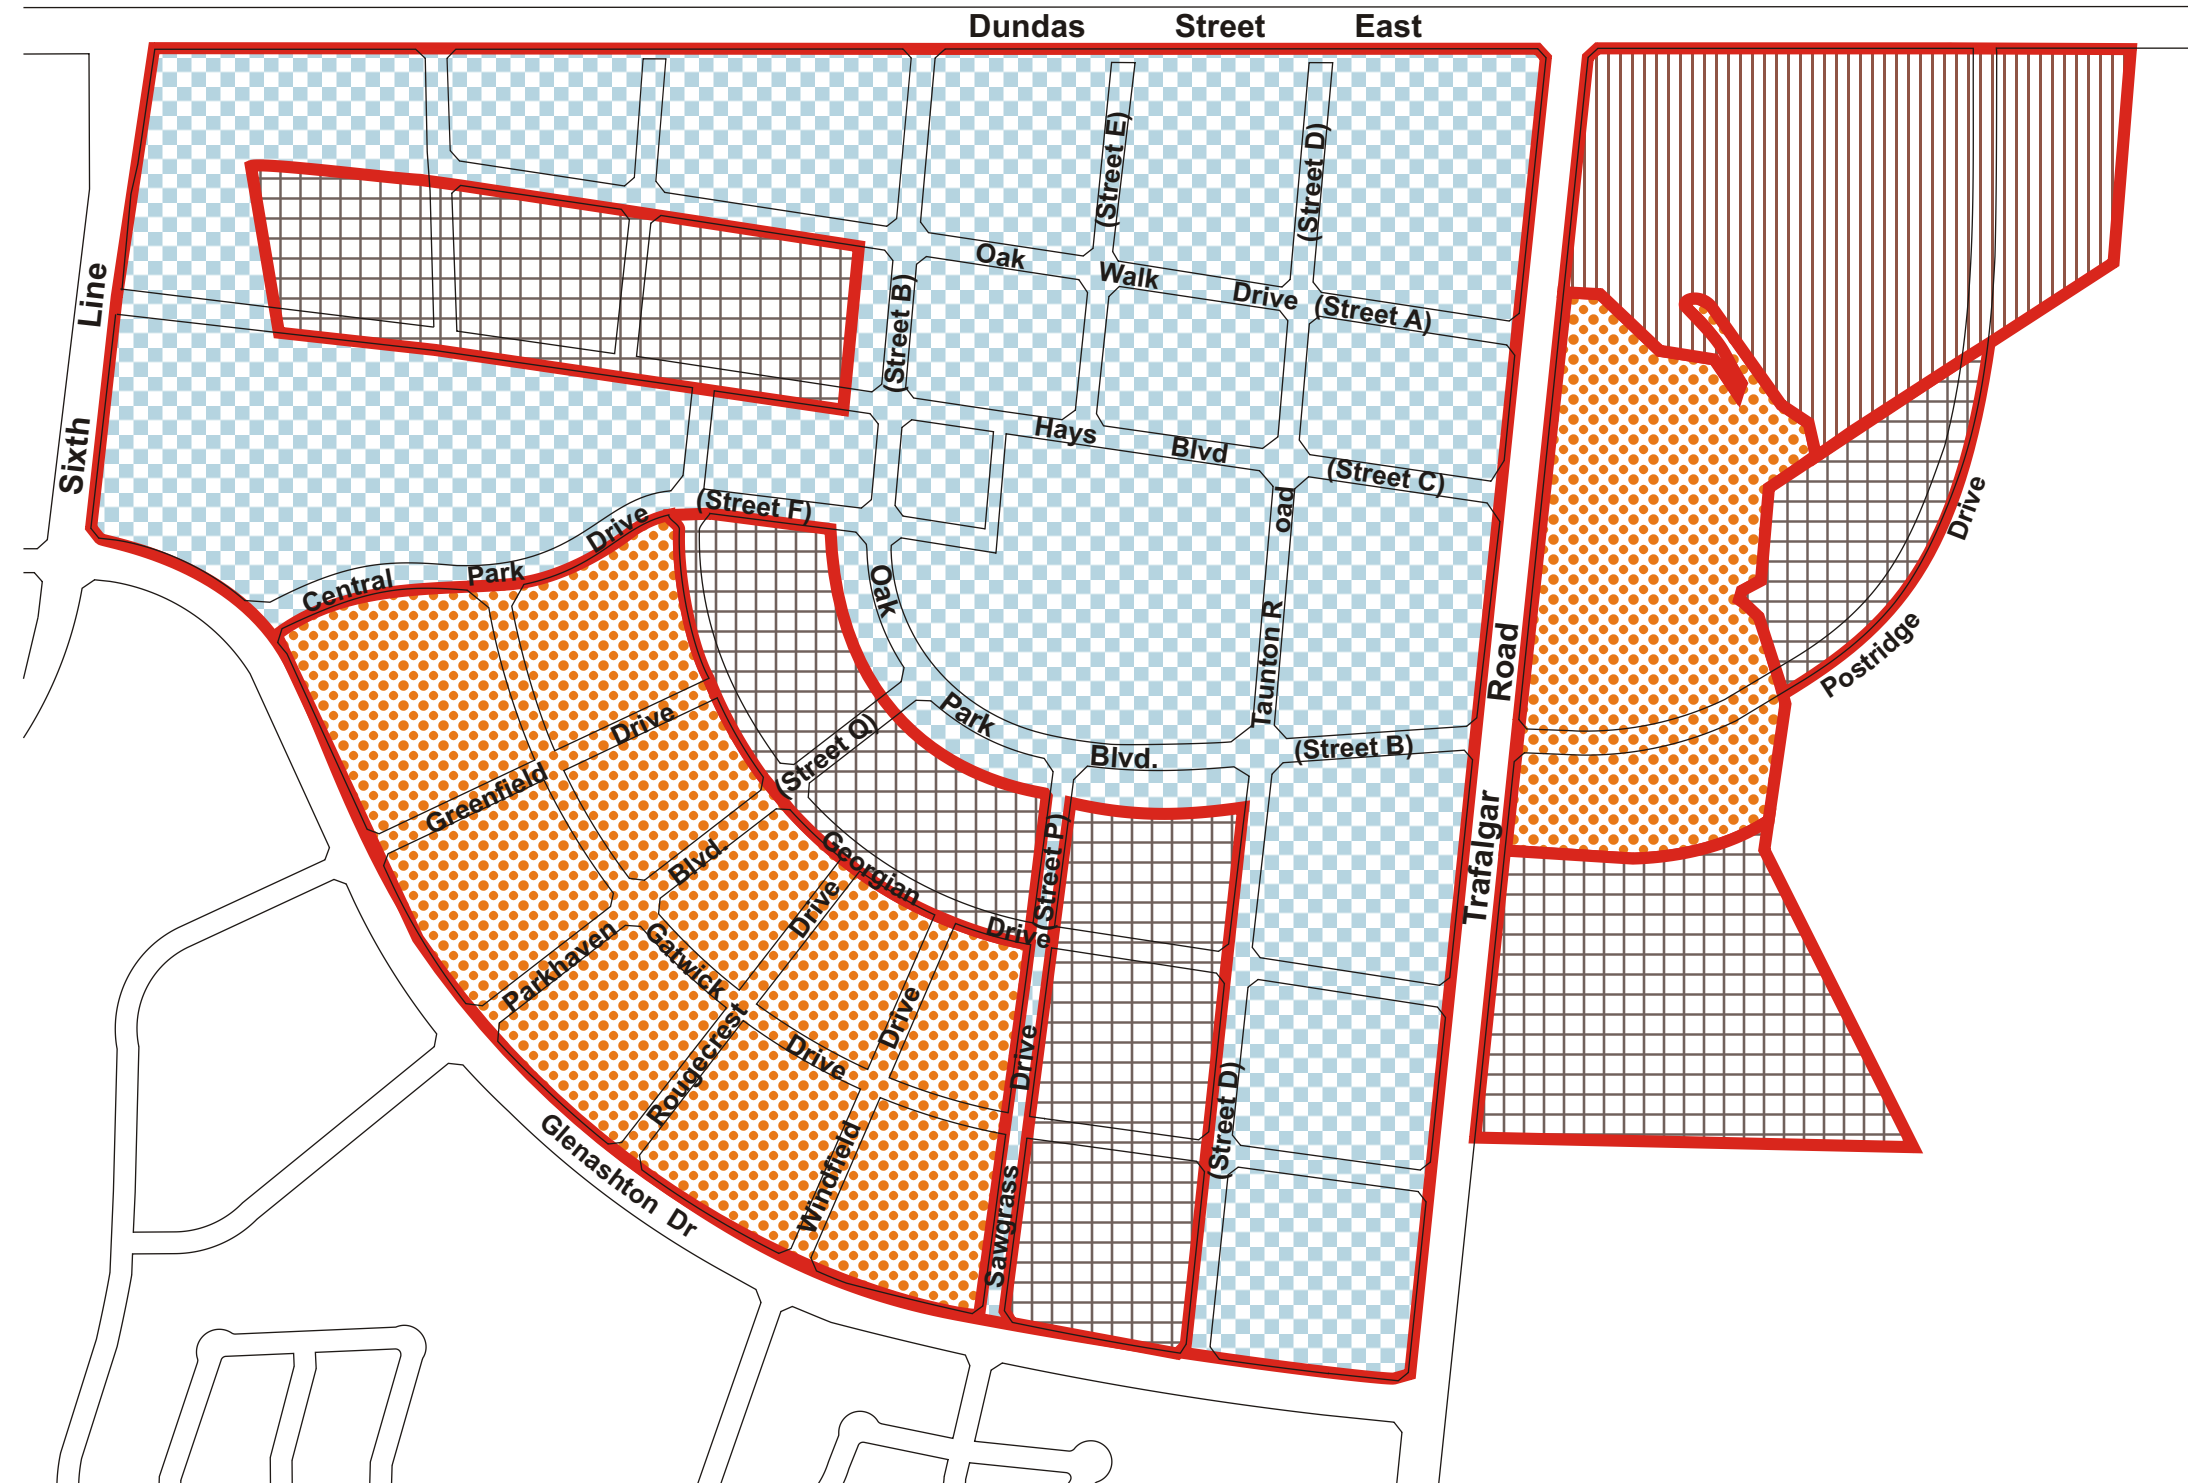 Dundas Street East
Sixth Line
(Street E)
(Street D)
Oak Walk Drive (Street A)
(Street B)
Hays Blvd (Street C)
(Street F)
Central Park Drive
Oak Park Blvd. (Street B)
Taunton Road
Trafalgar Road
Postridge Drive
Greenfield Drive
(Street Q)
Parkhaven Blvd.
Georgian Drive
(Street P)
Gatwick Drive
Rougecrest Drive
Windfield Drive
Sawgrass Drive
(Street D)
Glenashton Dr